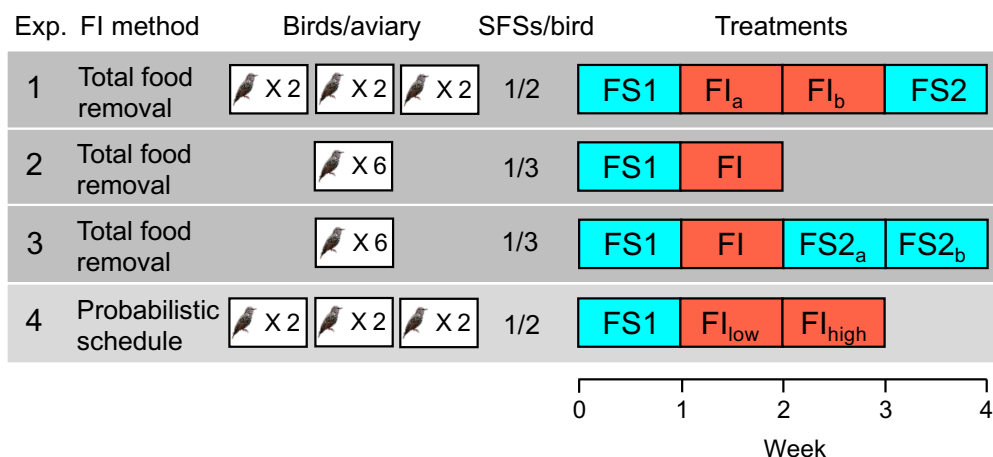 Exp. FI method Birds/aviary SFSs/bird Treatments
1 Total food removal X 2 X 2 X 2 1/2 FS1 FIa FIb FS2
2 Total food removal X 6 1/3 FS1 FI
3 Total food removal X 6 1/3 FS1 FI FS2a FS2b
4 Probabilistic schedule X 2 X 2 X 2 1/2 FS1 FIlow FIhigh
0 1 2 3 4
Week